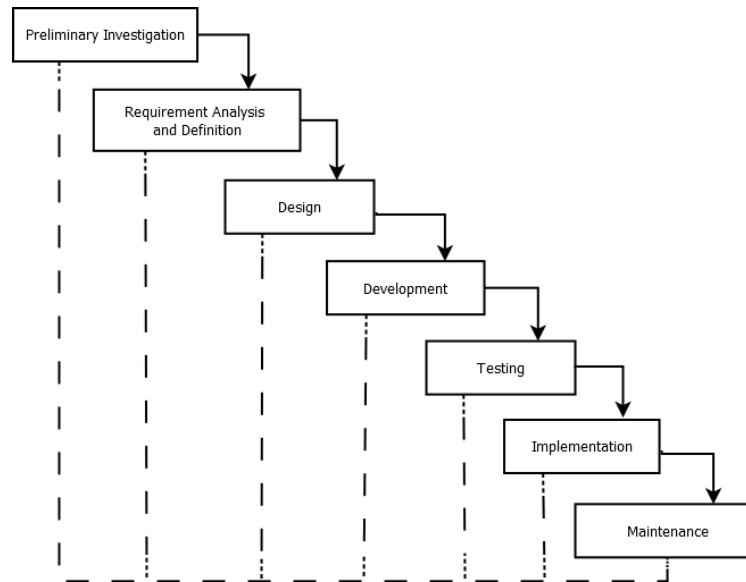 Preliminary Investigation
Requirement Analysis
and Definition
Design
Development
Testing
Implementation
Maintenance